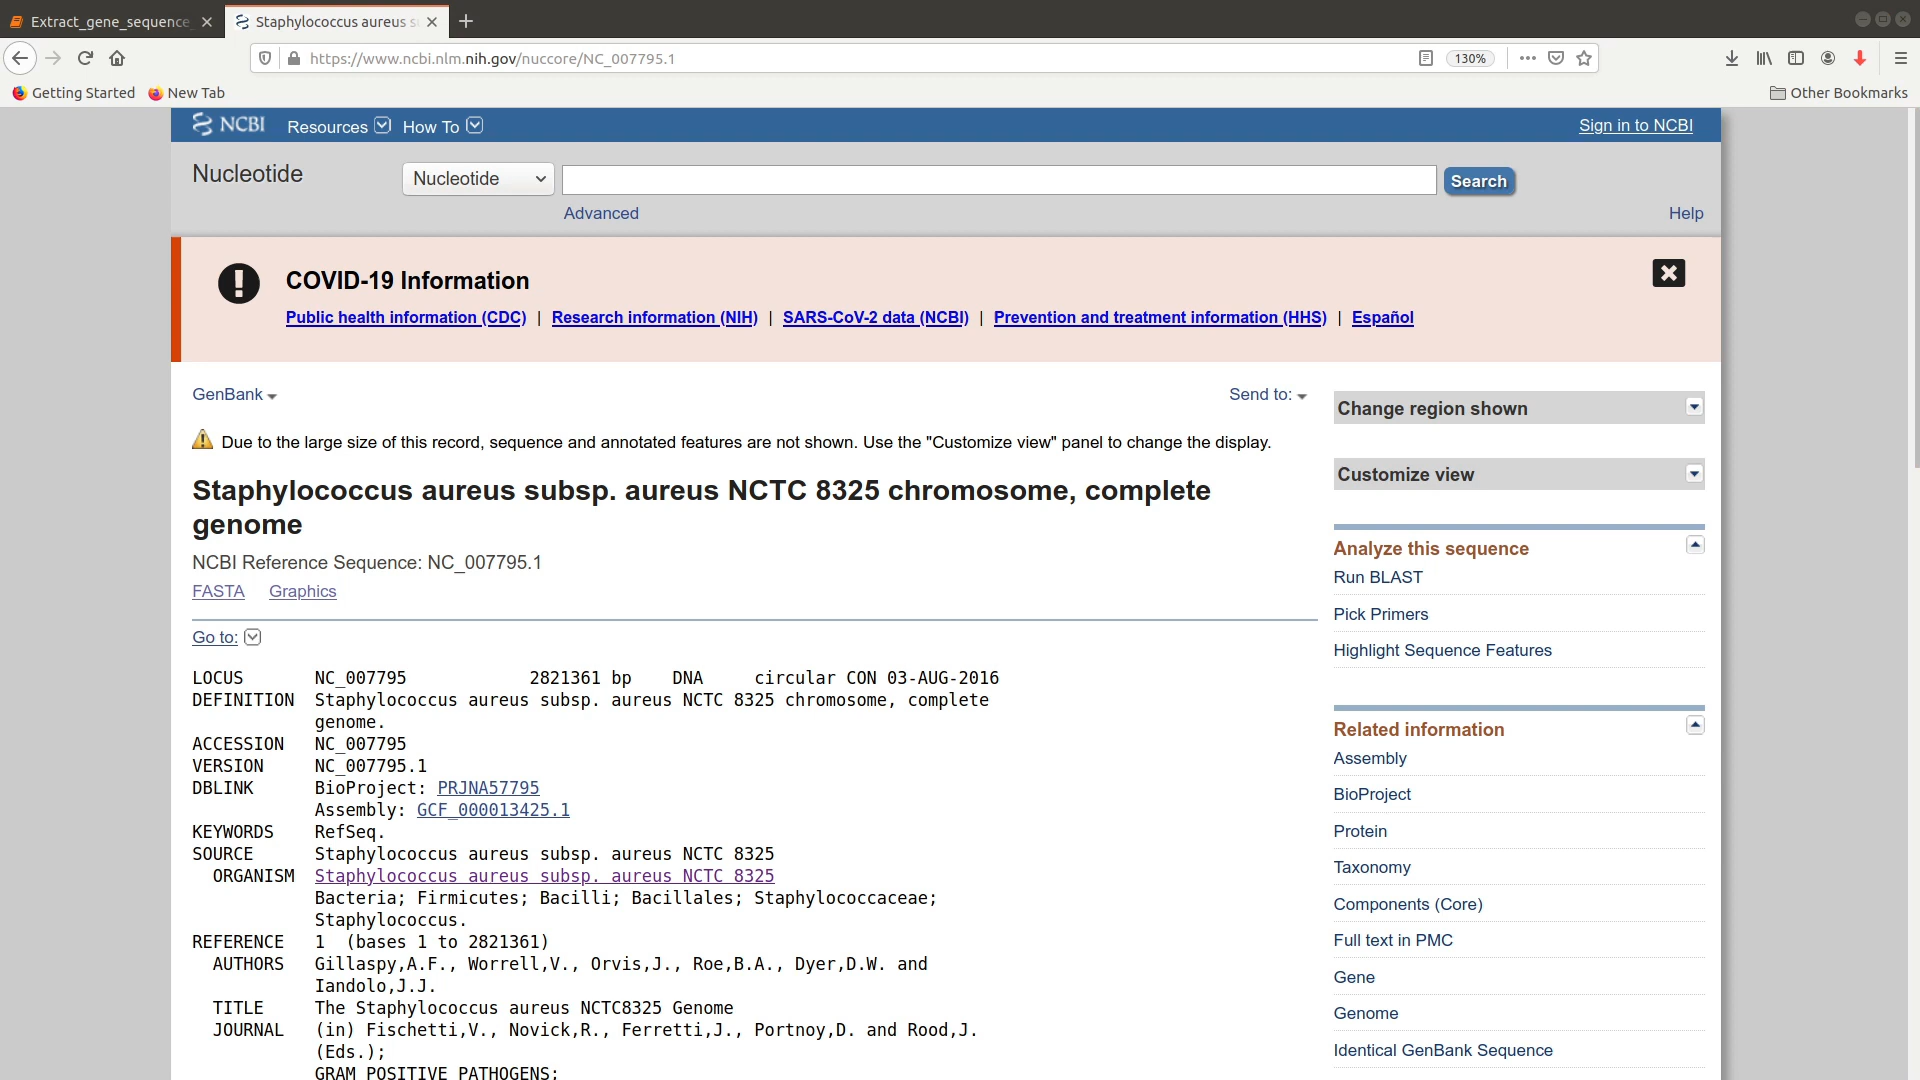 Extract_gene_sequence
Staphylococcus aureus s
https://www.ncbi.nlm.nih.gov/nuccore/NC_007795.1
130%
Getting Started
New Tab
Other Bookmarks
NCBI
Resources
How To
Sign in to NCBI
Nucleotide
Nucleotide
Search
Advanced
Help
COVID-19 Information
Public health information (CDC) | Research information (NIH) | SARS-CoV-2 data (NCBI) | Prevention and treatment information (HHS) | Español
GenBank
Send to:
Change region shown
Due to the large size of this record, sequence and annotated features are not shown. Use the "Customize view" panel to change the display.
Customize view
Staphylococcus aureus subsp. aureus NCTC 8325 chromosome, complete
genome
NCBI Reference Sequence: NC_007795.1
FASTA Graphics
Go to:
LOCUS NC_007795 2821361 bp DNA circular CON 03-AUG-2016
DEFINITION Staphylococcus aureus subsp. aureus NCTC 8325 chromosome, complete
genome.
ACCESSION NC_007795
VERSION NC_007795.1
DBLINK BioProject: PRJNA57795
Assembly: GCF_000013425.1
KEYWORDS RefSeq.
SOURCE Staphylococcus aureus subsp. aureus NCTC 8325
ORGANISM Staphylococcus aureus subsp. aureus NCTC 8325
Bacteria; Firmicutes; Bacilli; Bacillales; Staphylococcaceae;
Staphylococcus.
REFERENCE 1 (bases 1 to 2821361)
AUTHORS Gillaspy,A.F., Worrell,V., Orvis,J., Roe,B.A., Dyer,D.W. and
Iandolo,J.J.
TITLE The Staphylococcus aureus NCTC8325 Genome
JOURNAL (in) Fischetti,V., Novick,R., Ferretti,J., Portnoy,D. and Rood,J.
(Eds.);
GRAM POSITIVE PATHOGENS;
Analyze this sequence
Run BLAST
Pick Primers
Highlight Sequence Features
Related information
Assembly
BioProject
Protein
Taxonomy
Components (Core)
Full text in PMC
Gene
Genome
Identical GenBank Sequence